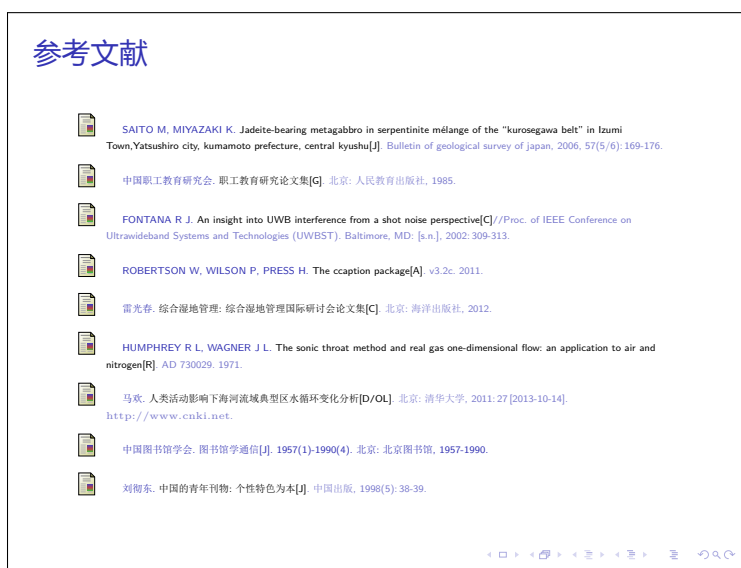 参考文献
SAITO M, MIYAZAKI K. Jadeite-bearing metagabbro in serpentinite mélange of the “kurosegawa belt” in Izumi
Town,Yatsushiro city, kumamoto prefecture, central kyushu[J]. Bulletin of geological survey of japan, 2006, 57(5/6): 169-176.
中国职工教育研究会. 职工教育研究论文集[G]. 北京: 人民教育出版社, 1985.
FONTANA R J. An insight into UWB interference from a shot noise perspective[C]//Proc. of IEEE Conference on
Ultrawideband Systems and Technologies (UWBST). Baltimore, MD: [s.n.], 2002: 309-313.
ROBERTSON W, WILSON P, PRESS H. The ccaption package[A]. v3.2c. 2011.
雷光春. 综合湿地管理: 综合湿地管理国际研讨会论文集[C]. 北京: 海洋出版社, 2012.
HUMPHREY R L, WAGNER J L. The sonic throat method and real gas one-dimensional flow: an application to air and
nitrogen[R]. AD 730029. 1971.
马欢. 人类活动影响下海河流域典型区水循环变化分析[D/OL]. 北京: 清华大学, 2011: 27 [2013-10-14].
http://www.cnki.net.
中国图书馆学会. 图书馆学通信[J]. 1957(1)-1990(4). 北京: 北京图书馆, 1957-1990.
刘彻东. 中国的青年刊物: 个性特色为本[J]. 中国出版, 1998(5): 38-39.